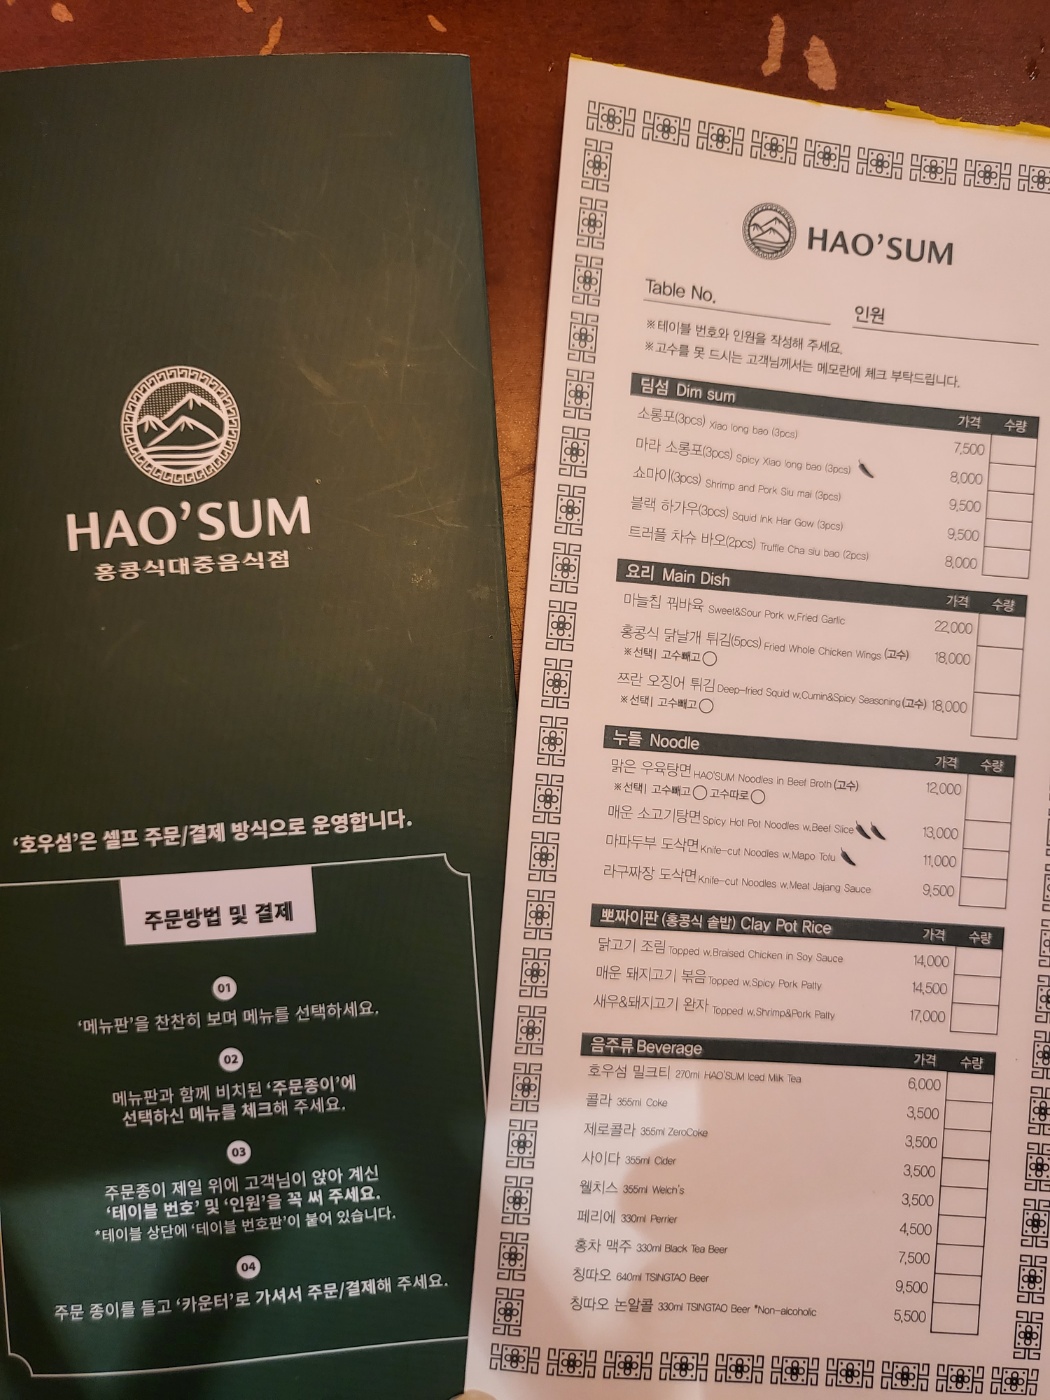 HAO'SUM
홍콩식대중음식점
'호우섬'은 셀프 주문/결제 방식으로 운영합니다.
주문방법 및 결제
01
'메뉴판'을 찬찬히 보며 메뉴를 선택하세요.
02
메뉴판과 함께 비치된 '주문종이'에
선택하신 메뉴를 체크해 주세요.
03
주문종이 제일 위에 고객님이 앉아 계신
'테이블 번호' 및 '인원'을 꼭 써 주세요.
*테이블 상단에 '테이블 번호판'이 붙어 있습니다.
04
주문 종이를 들고 '카운터'로 가셔서 주문/결제해 주세요.
HAO'SUM
Table No. 인원
※테이블 번호와 인원을 작성해 주세요.
※고수를 못 드시는 고객님께서는 메모란에 체크 부탁드립니다.
딤섬 Dim sum 가격 수량
소롱포(3pcs) Xiao long bao (3pcs) 7,500
마라 소롱포(3pcs) Spicy Xiao long bao (3pcs) 8,000
쇼마이(3pcs) Shrimp and Pork Siu mai (3pcs) 9,500
블랙 하가우(3pcs) Squid ink Har Gow (3pcs) 9,500
트러플 차슈 바오(2pcs) Truffle Cha siu bao (2pcs) 8,000
요리 Main Dish 가격 수량
마늘칩 꿔바육 Sweet&Sour Pork w.Fried Garlic 22,000
홍콩식 닭날개 튀김(5pcs) Fried Whole Chicken Wings (고수) 18,000
※선택| 고수빼고◯
쯔란 오징어 튀김 Deep-fried Squid w.Cumin&Spicy Seasoning (고수) 18,000
※선택| 고수빼고◯
누들 Noodle 가격 수량
맑은 우육탕면 HAO'SUM Noodles in Beef Broth (고수) 12,000
※선택| 고수빼고◯ 고수따로◯
매운 소고기탕면 Spicy Hot Pot Noodles w.Beef Slice 13,000
마파두부 도삭면 Knife-cut Noodles w.Mapo Tofu 11,000
라구짜장 도삭면 Knife-cut Noodles w.Meat Jajang Sauce 9,500
뽀짜이판 (홍콩식 솥밥) Clay Pot Rice 가격 수량
닭고기 조림 Topped w.Braised Chicken in Soy Sauce 14,000
매운 돼지고기 볶음 Topped w.Spicy Pork Patty 14,500
새우&돼지고기 완자 Topped w.Shrimp&Pork Patty 17,000
음주류 Beverage 가격 수량
호우섬 밀크티 270ml HAO'SUM Iced Milk Tea 6,000
콜라 355ml Coke 3,500
제로콜라 355ml ZeroCoke 3,500
사이다 355ml Cider 3,500
웰치스 355ml Welch's 3,500
페리에 330ml Perrier 4,500
홍차 맥주 330ml Black Tea Beer 7,500
칭따오 640ml TSINGTAO Beer 9,500
칭따오 논알콜 330ml TSINGTAO Beer *Non-alcoholic 5,500